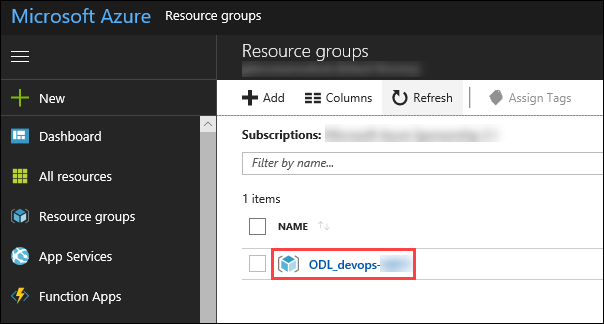 Microsoft Azure Resource groups
New
Dashboard
All resources
Resource groups
App Services
Function Apps
Resource groups
Add Columns Refresh Assign Tags
Subscriptions:
Filter by name...
1 items
NAME
ODL_devops-